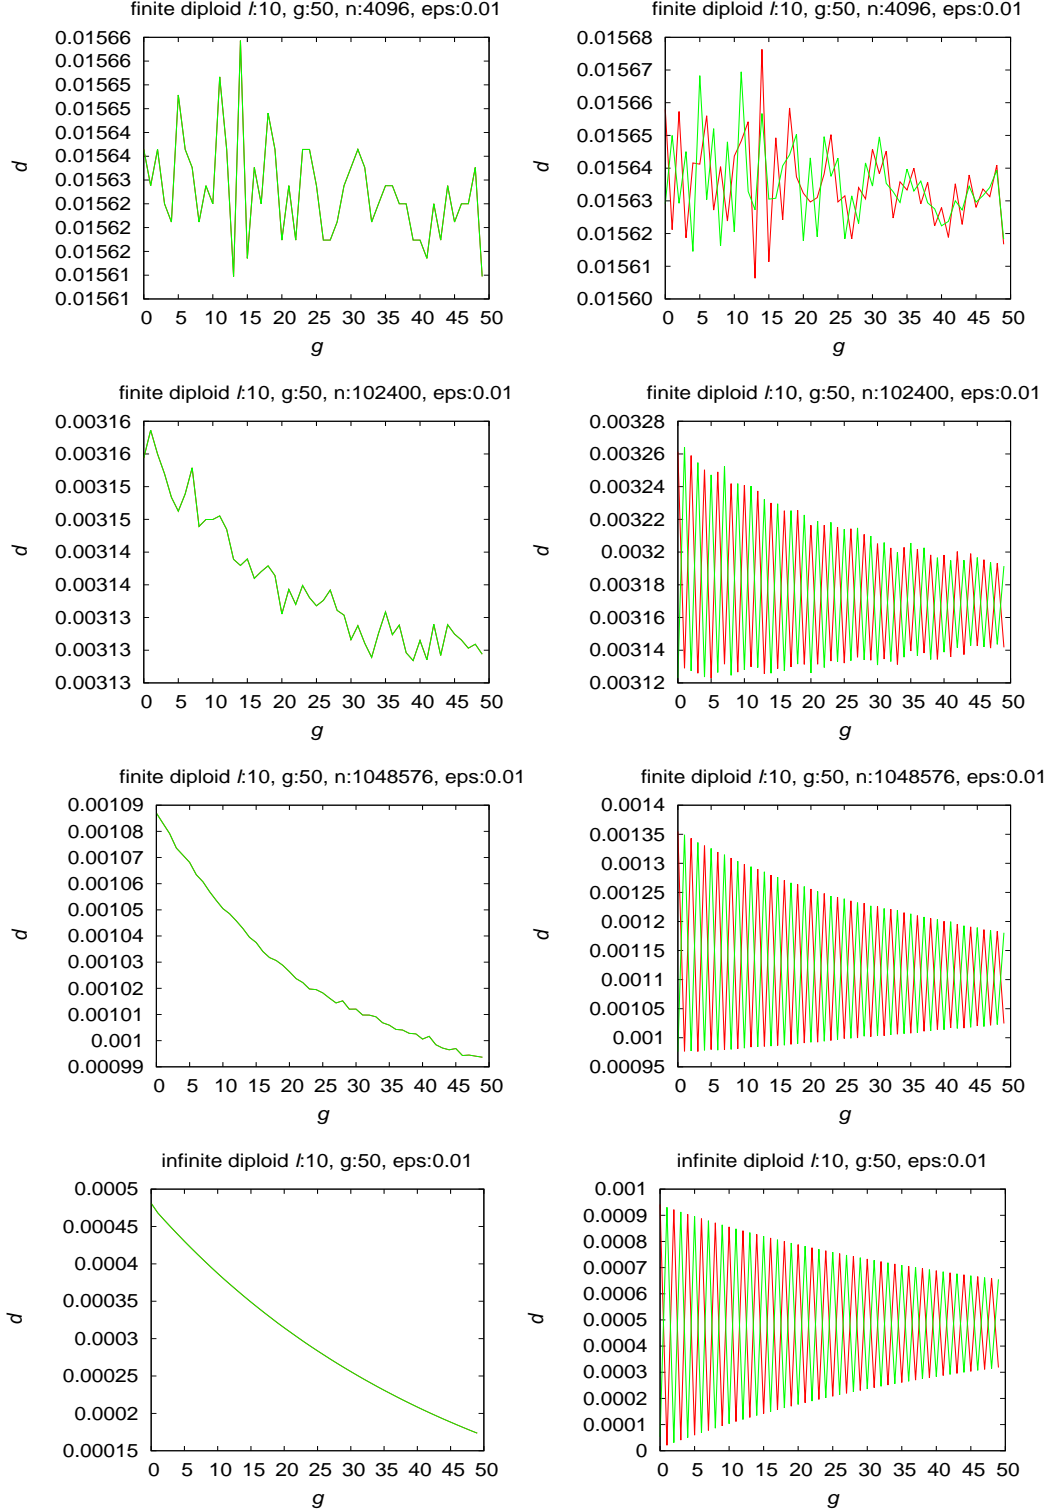 finite diploid l:10, g:50, n:4096, eps:0.01
0.01566
0.01565
0.01565
0.01564
0.01564
0.01563
0.01563
0.01562
0.01562
0.01561
0.01561
d
0 5 10 15 20 25 30 35 40 45 50
g
finite diploid l:10, g:50, n:4096, eps:0.01
0.01568
0.01567
0.01566
0.01565
0.01564
0.01563
0.01562
0.01561
0.01560
d
0 5 10 15 20 25 30 35 40 45 50
g
finite diploid l:10, g:50, n:102400, eps:0.01
0.00316
0.00316
0.00315
0.00315
0.00314
0.00314
0.00313
0.00313
0.00313
d
0 5 10 15 20 25 30 35 40 45 50
g
finite diploid l:10, g:50, n:102400, eps:0.01
0.00328
0.00326
0.00324
0.00322
0.0032
0.00318
0.00316
0.00314
0.00312
d
0 5 10 15 20 25 30 35 40 45 50
g
finite diploid l:10, g:50, n:1048576, eps:0.01
0.00109
0.00108
0.00107
0.00106
0.00105
0.00104
0.00103
0.00102
0.00101
0.001
0.00099
d
0 5 10 15 20 25 30 35 40 45 50
g
finite diploid l:10, g:50, n:1048576, eps:0.01
0.0014
0.00135
0.0013
0.00125
0.0012
0.00115
0.0011
0.00105
0.001
0.00095
d
0 5 10 15 20 25 30 35 40 45 50
g
infinite diploid l:10, g:50, eps:0.01
0.0005
0.00045
0.0004
0.00035
0.0003
0.00025
0.0002
0.00015
d
0 5 10 15 20 25 30 35 40 45 50
g
infinite diploid l:10, g:50, eps:0.01
0.001
0.0009
0.0008
0.0007
0.0006
0.0005
0.0004
0.0003
0.0002
0.0001
0
d
0 5 10 15 20 25 30 35 40 45 50
g